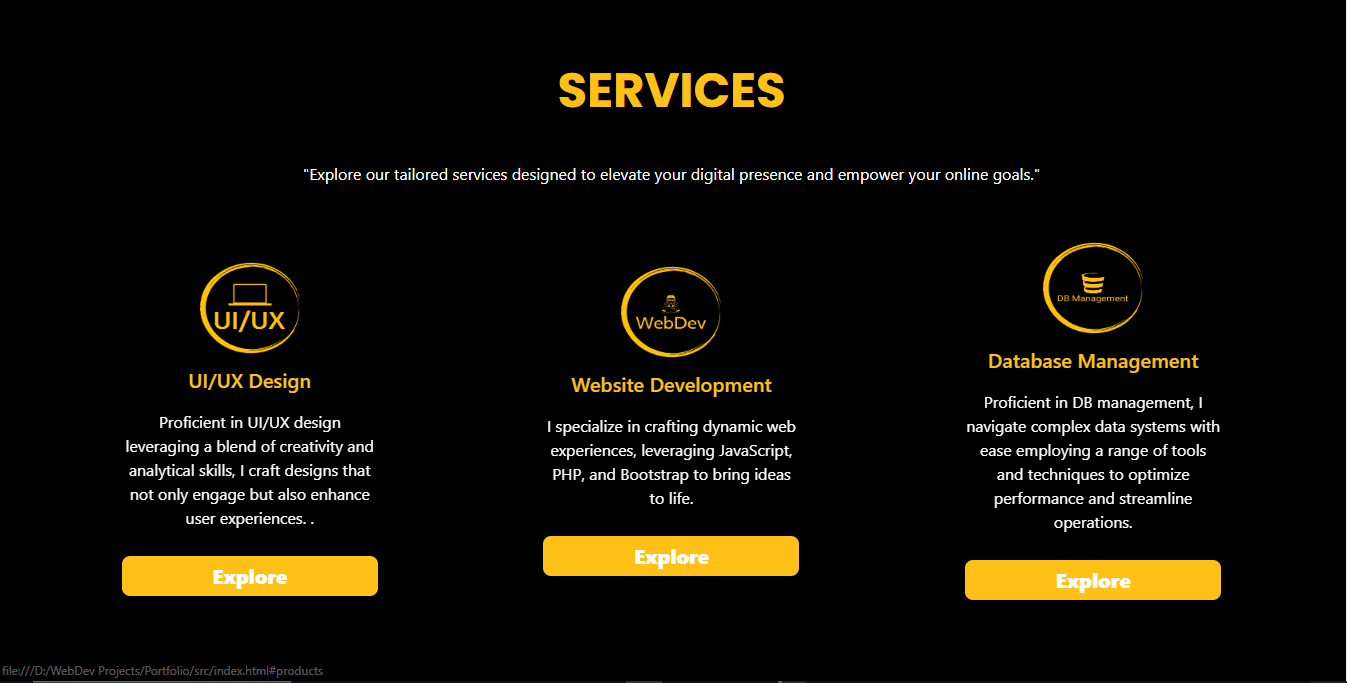 SERVICES
"Explore our tailored services designed to elevate your digital presence and empower your online goals."
UI/UX
UI/UX Design
Proficient in UI/UX design
leveraging a blend of creativity and
analytical skills, I craft designs that
not only engage but also enhance
user experiences. .
Explore
WebDev
Website Development
I specialize in crafting dynamic web
experiences, leveraging JavaScript,
PHP, and Bootstrap to bring ideas
to life.
Explore
DB Management
Database Management
Proficient in DB management, I
navigate complex data systems with
ease employing a range of tools
and techniques to optimize
performance and streamline
operations.
Explore
file:///D:/WebDev Projects/Portfolio/src/index.html#products